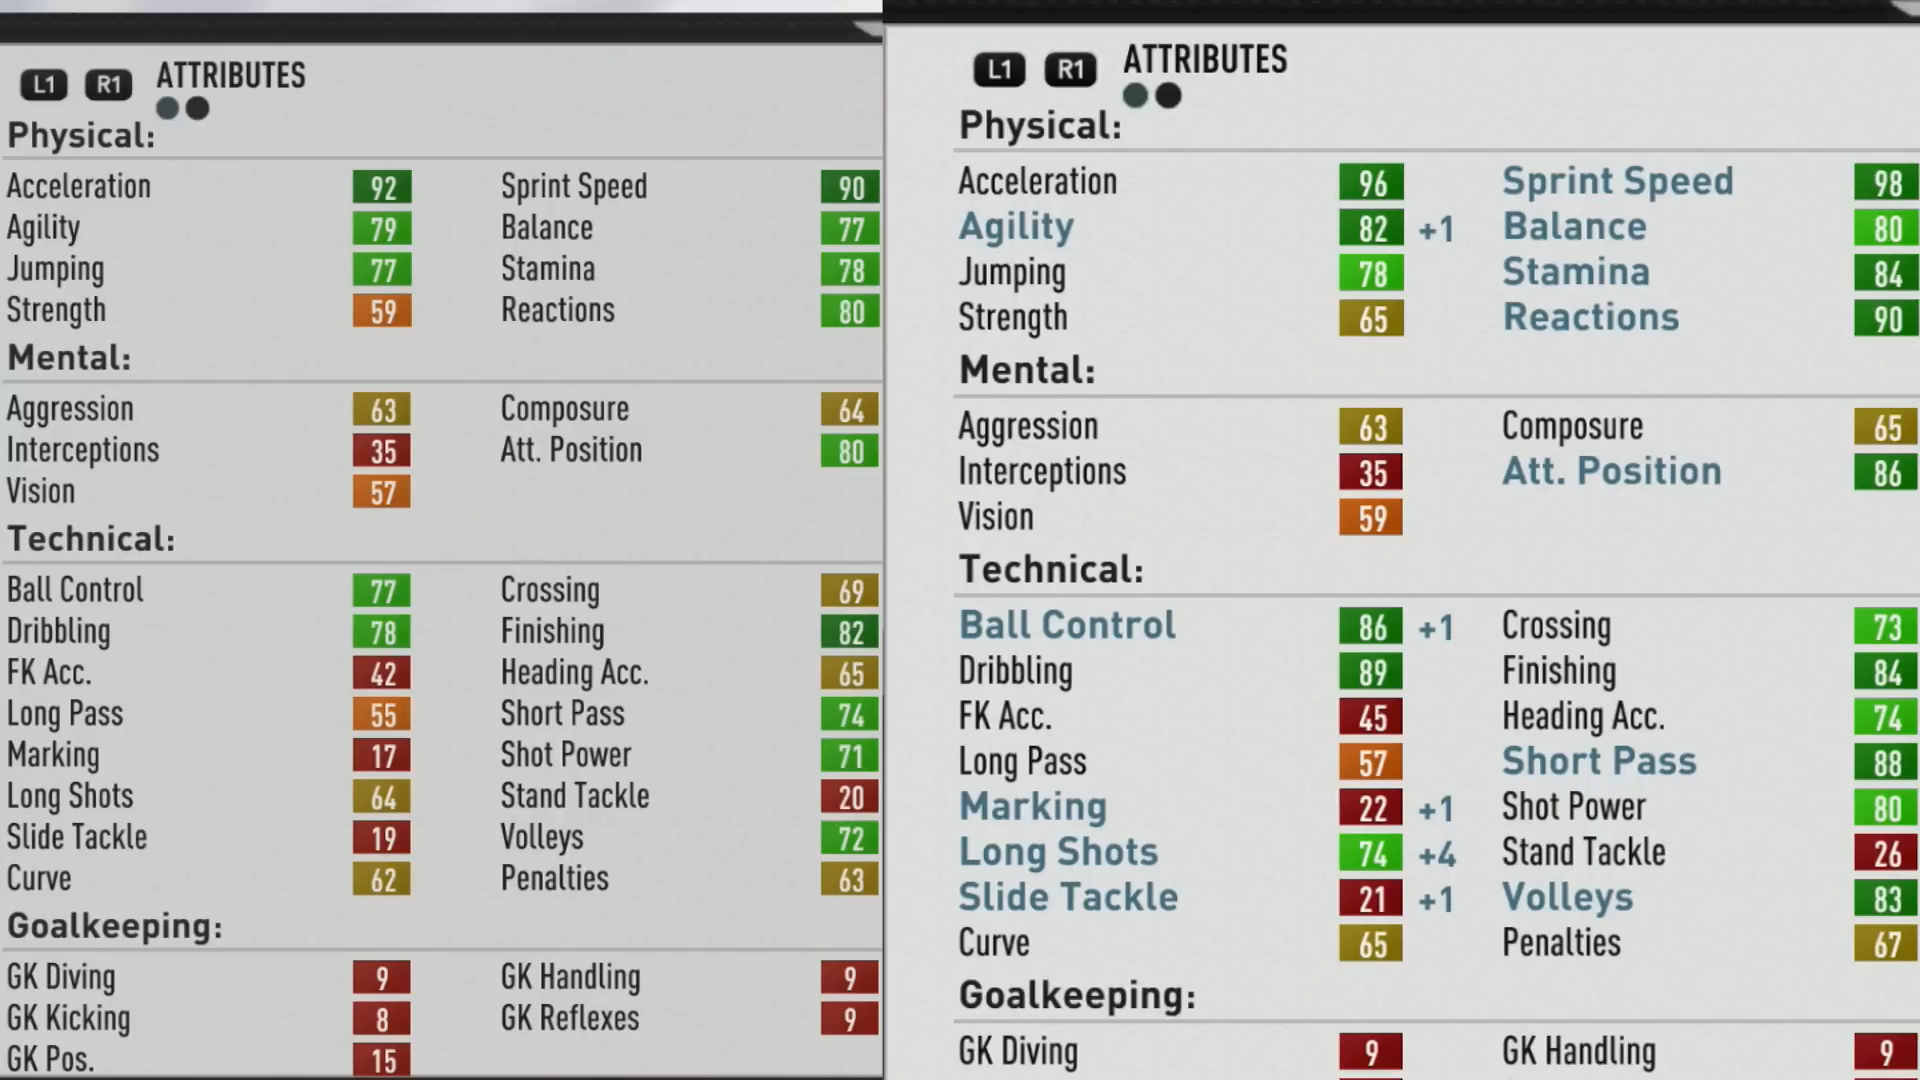 L1 R1 ATTRIBUTES
Physical:
Acceleration 92 Sprint Speed 90
Agility 79 Balance 77
Jumping 77 Stamina 78
Strength 59 Reactions 80
Mental:
Aggression 63 Composure 64
Interceptions 35 Att. Position 80
Vision 57
Technical:
Ball Control 77 Crossing 69
Dribbling 78 Finishing 82
FK Acc. 42 Heading Acc. 65
Long Pass 55 Short Pass 74
Marking 17 Shot Power 71
Long Shots 64 Stand Tackle 20
Slide Tackle 19 Volleys 72
Curve 62 Penalties 63
Goalkeeping:
GK Diving 9 GK Handling 9
GK Kicking 8 GK Reflexes 9
GK Pos. 15
L1 R1 ATTRIBUTES
Physical:
Acceleration 96 Sprint Speed 98
Agility 82 +1 Balance 80
Jumping 78 Stamina 84
Strength 65 Reactions 90
Mental:
Aggression 63 Composure 65
Interceptions 35 Att. Position 86
Vision 59
Technical:
Ball Control 86 +1 Crossing 73
Dribbling 89 Finishing 84
FK Acc. 45 Heading Acc. 74
Long Pass 57 Short Pass 88
Marking 22 +1 Shot Power 80
Long Shots 74 +4 Stand Tackle 26
Slide Tackle 21 +1 Volleys 83
Curve 65 Penalties 67
Goalkeeping:
GK Diving 9 GK Handling 9